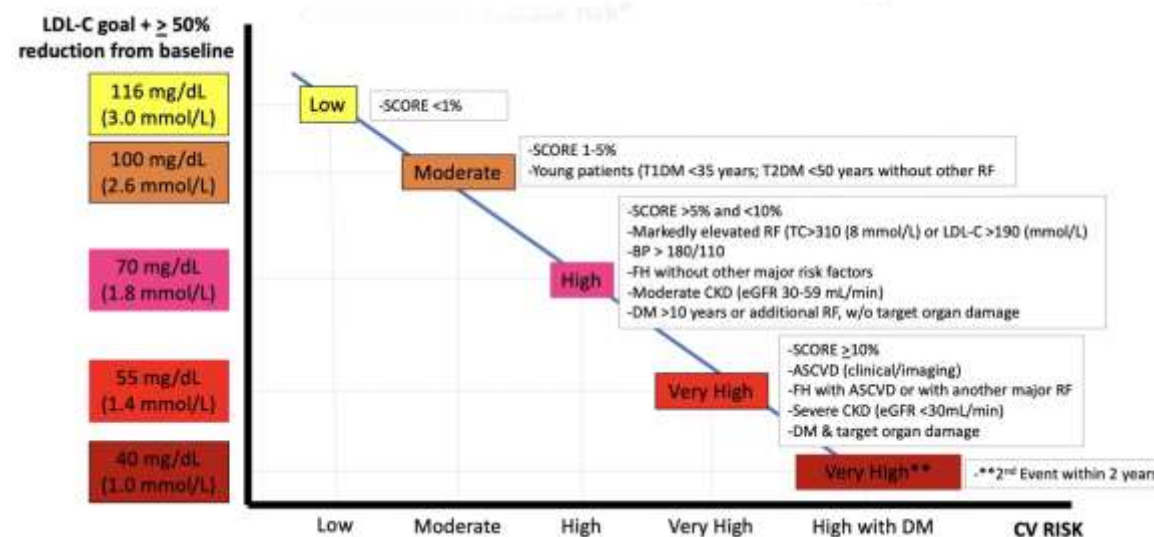 LDL-C goal + ≥ 50%
reduction from baseline
116 mg/dL
(3.0 mmol/L)
Low
-SCORE <1%
100 mg/dL
(2.6 mmol/L)
Moderate
-SCORE 1-5%
-Young patients (T1DM <35 years; T2DM <50 years without other RF
70 mg/dL
(1.8 mmol/L)
High
-SCORE >5% and <10%
-Markedly elevated RF (TC>310 (8 mmol/L) or LDL-C >190 (mmol/L)
-BP > 180/110
-FH without other major risk factors
-Moderate CKD (eGFR 30-59 mL/min)
-DM >10 years or additional RF, w/o target organ damage
55 mg/dL
(1.4 mmol/L)
Very High
-SCORE ≥10%
-ASCVD (clinical/imaging)
-FH with ASCVD or with another major RF
-Severe CKD (eGFR <30mL/min)
-DM & target organ damage
40 mg/dL
(1.0 mmol/L)
Very High**
-**2nd Event within 2 years
Low
Moderate
High
Very High
High with DM
CV RISK